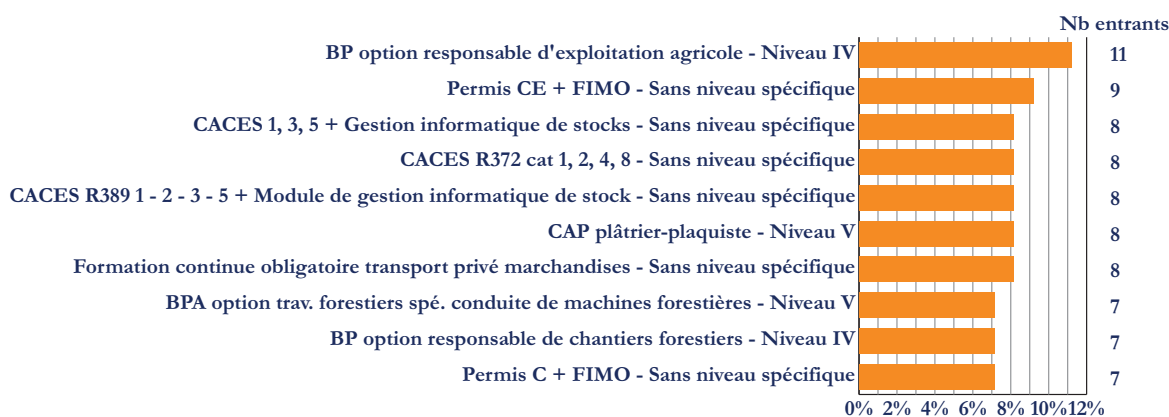 Nb entrants
BP option responsable d'exploitation agricole - Niveau IV 11
Permis CE + FIMO - Sans niveau spécifique 9
CACES 1, 3, 5 + Gestion informatique de stocks - Sans niveau spécifique 8
CACES R372 cat 1, 2, 4, 8 - Sans niveau spécifique 8
CACES R389 1 - 2 - 3 - 5 + Module de gestion informatique de stock - Sans niveau spécifique 8
CAP plâtrier-plaquiste - Niveau V 8
Formation continue obligatoire transport privé marchandises - Sans niveau spécifique 8
BPA option trav. forestiers spé. conduite de machines forestières - Niveau V 7
BP option responsable de chantiers forestiers - Niveau IV 7
Permis C + FIMO - Sans niveau spécifique 7
0% 2% 4% 6% 8% 10% 12%